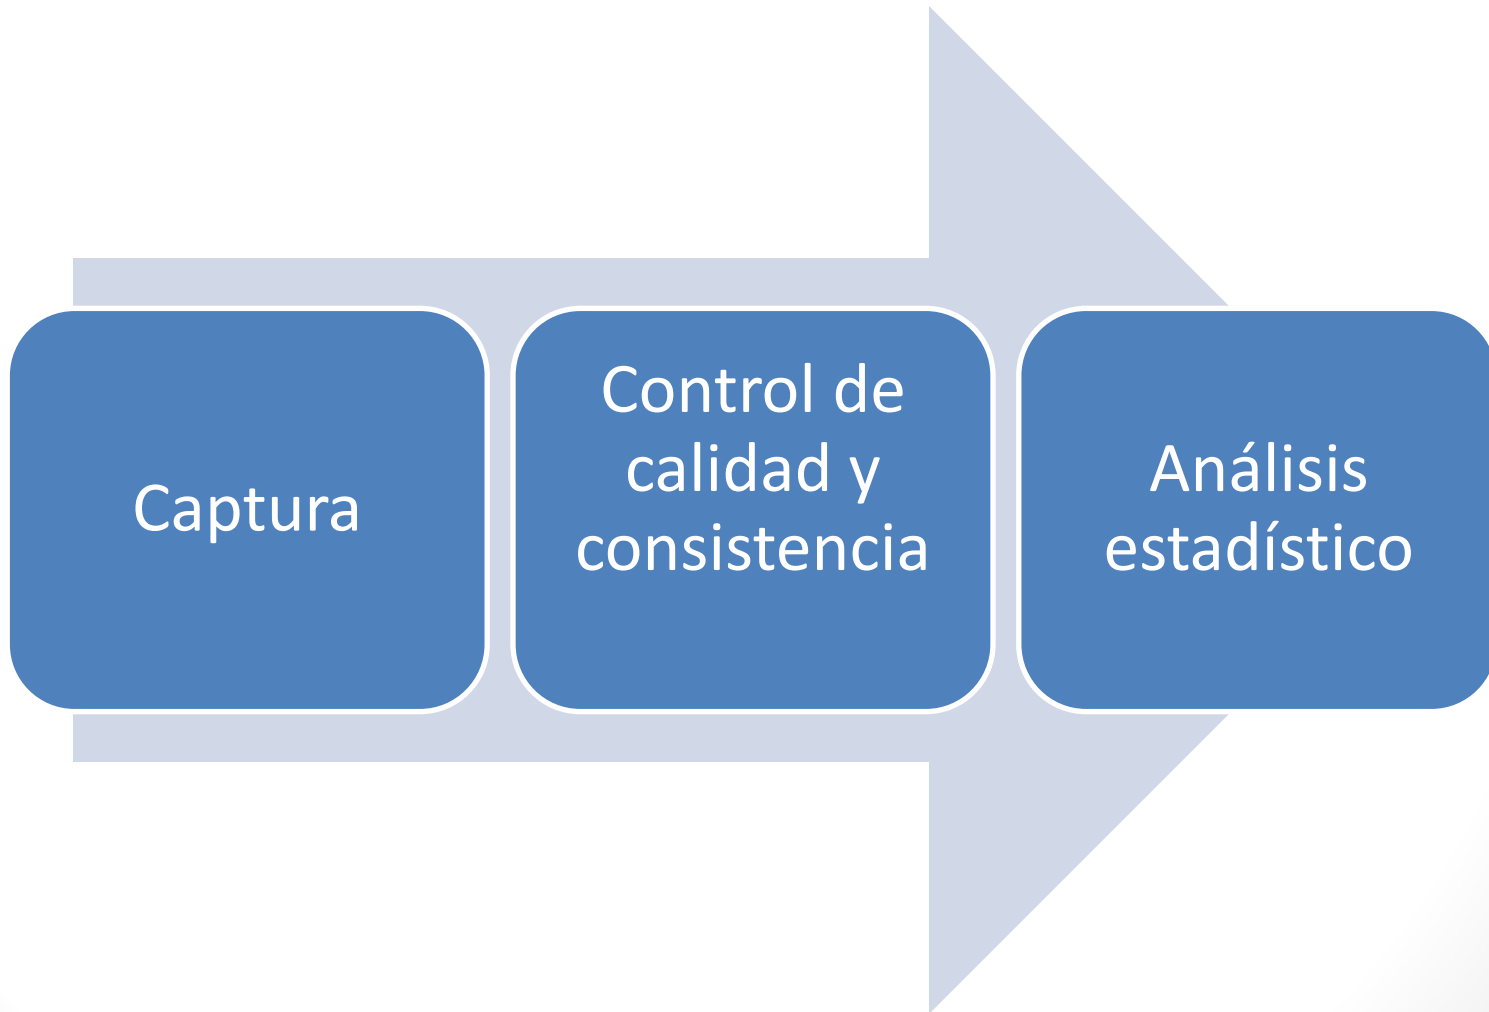 Captura
Control de
calidad y
consistencia
Análisis
estadístico